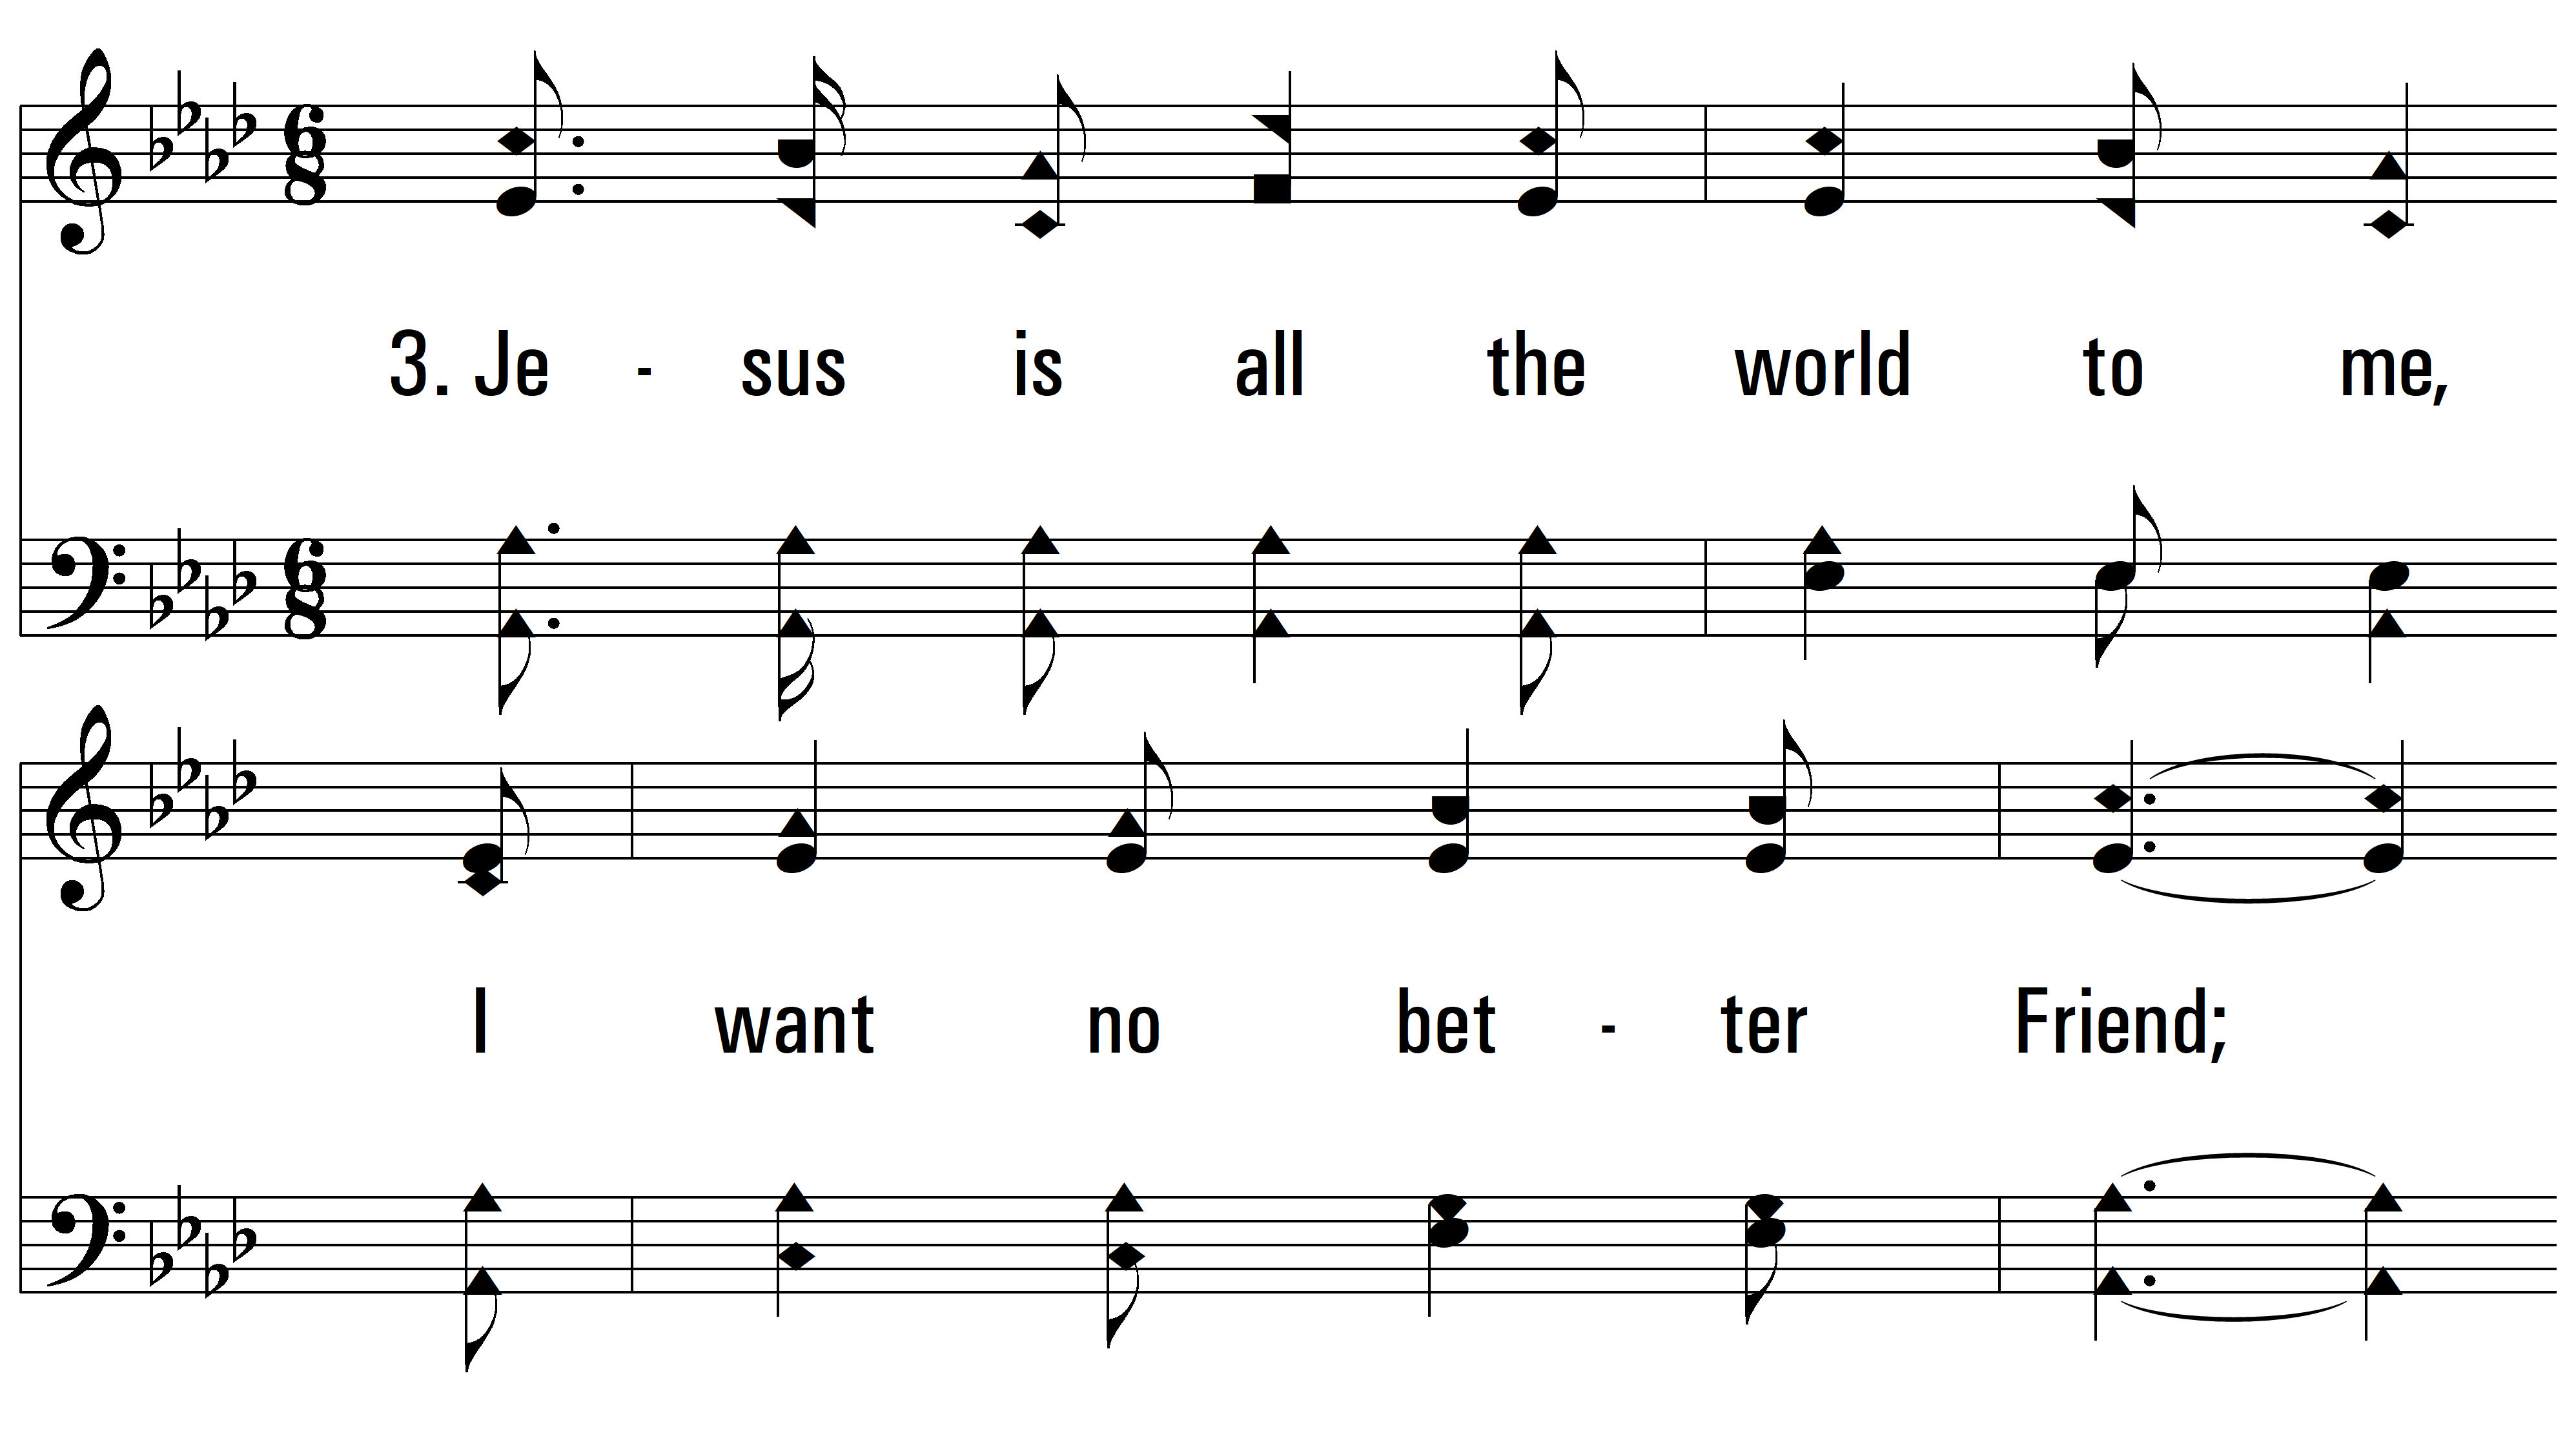 3. Je - sus is all the world to me,
I want no bet - ter Friend;